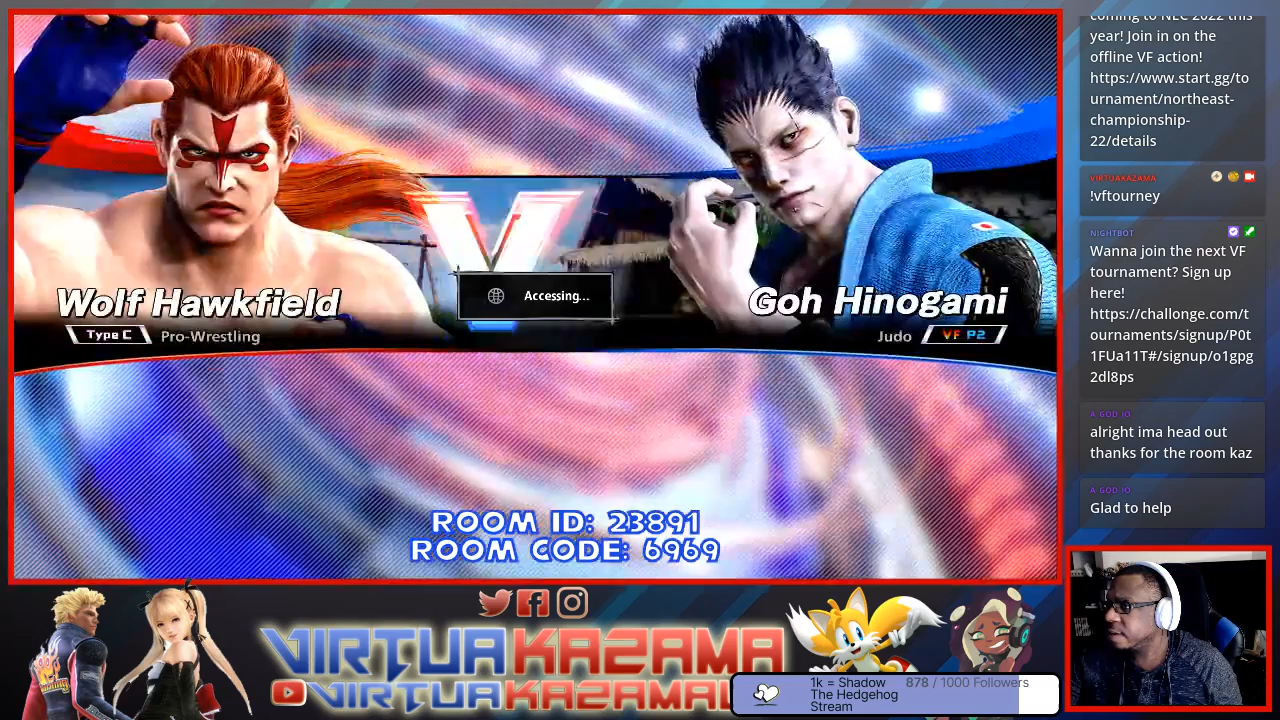 Wolf Hawkfield
Type C Pro-Wrestling
V
Accessing...
Goh Hinogami
Judo VF P2
ROOM ID: 23891
ROOM CODE: 6969
coming to NEC 2022 this
year! Join in on the
offline VF action!
https://www.start.gg/to
urnament/northeast-
championship-
22/details
VIRTUAKAZAMA
!vftourney
NIGHTBOT
Wanna join the next VF
tournament? Sign up
here!
https://challonge.com/t
ournaments/signup/P0t
1FUa11T#/signup/o1gpg
2dl8ps
A GOD IO
alright ima head out
thanks for the room kaz
A GOD IO
Glad to help
VIRTUAKAZAMA
VIRTUAKAZAMA
1k = Shadow
The Hedgehog
Stream
878 / 1000 Followers